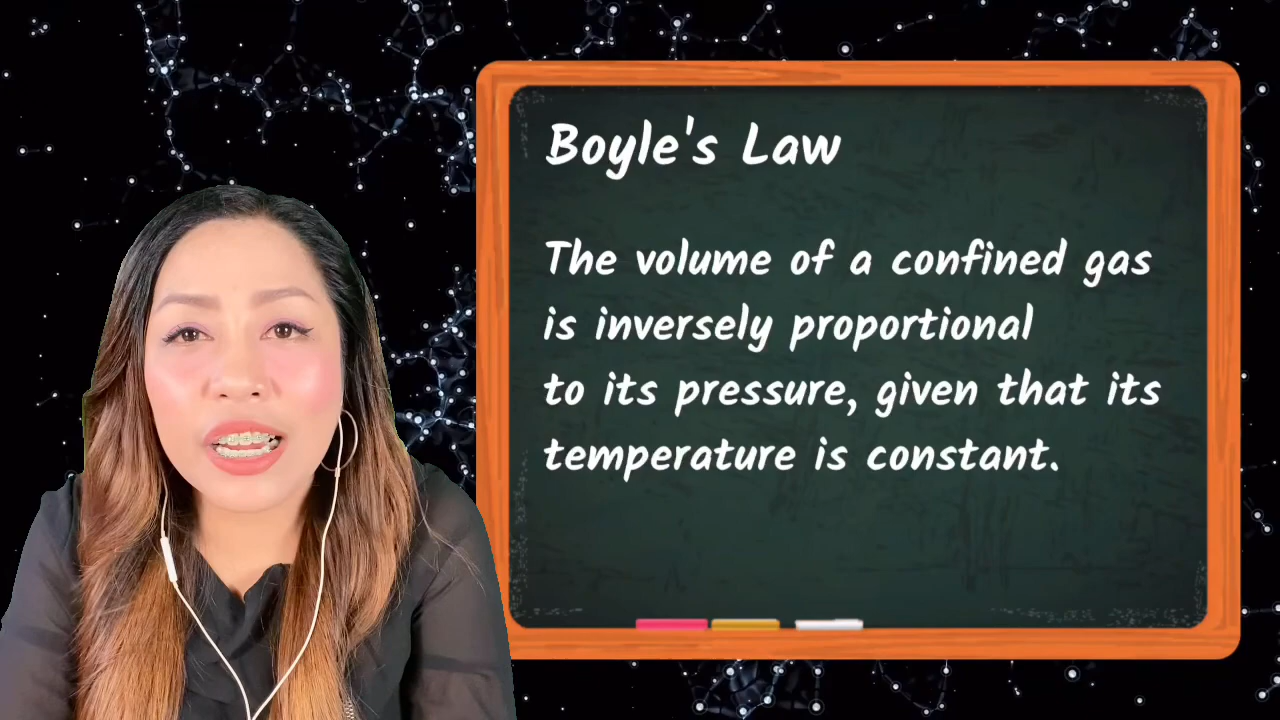 Boyle's Law
The volume of a confined gas
is inversely proportional
to its pressure, given that its
temperature is constant.